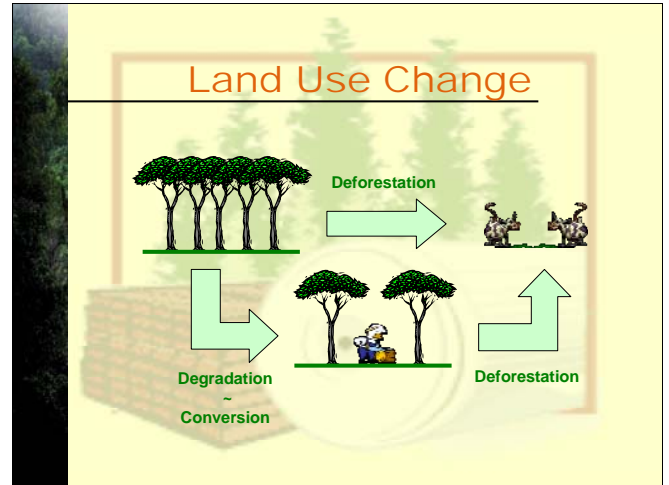 Land Use Change
Deforestation
Degradation
~
Conversion
Deforestation